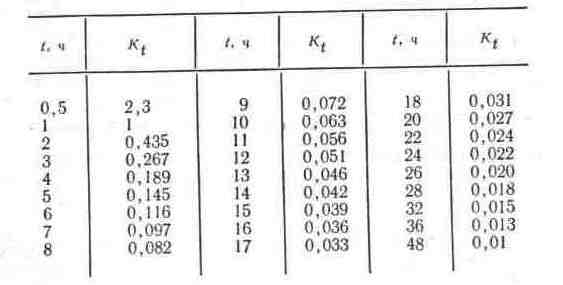 t, ч Kt t, ч Kt t, ч Kt
0,5 2,3 9 0,072 18 0,031
1 1 10 0,063 20 0,027
2 0,435 11 0,056 22 0,024
3 0,267 12 0,051 24 0,022
4 0,189 13 0,046 26 0,020
5 0,145 14 0,042 28 0,018
6 0,116 15 0,039 32 0,015
7 0,097 16 0,036 36 0,013
8 0,082 17 0,033 48 0,01